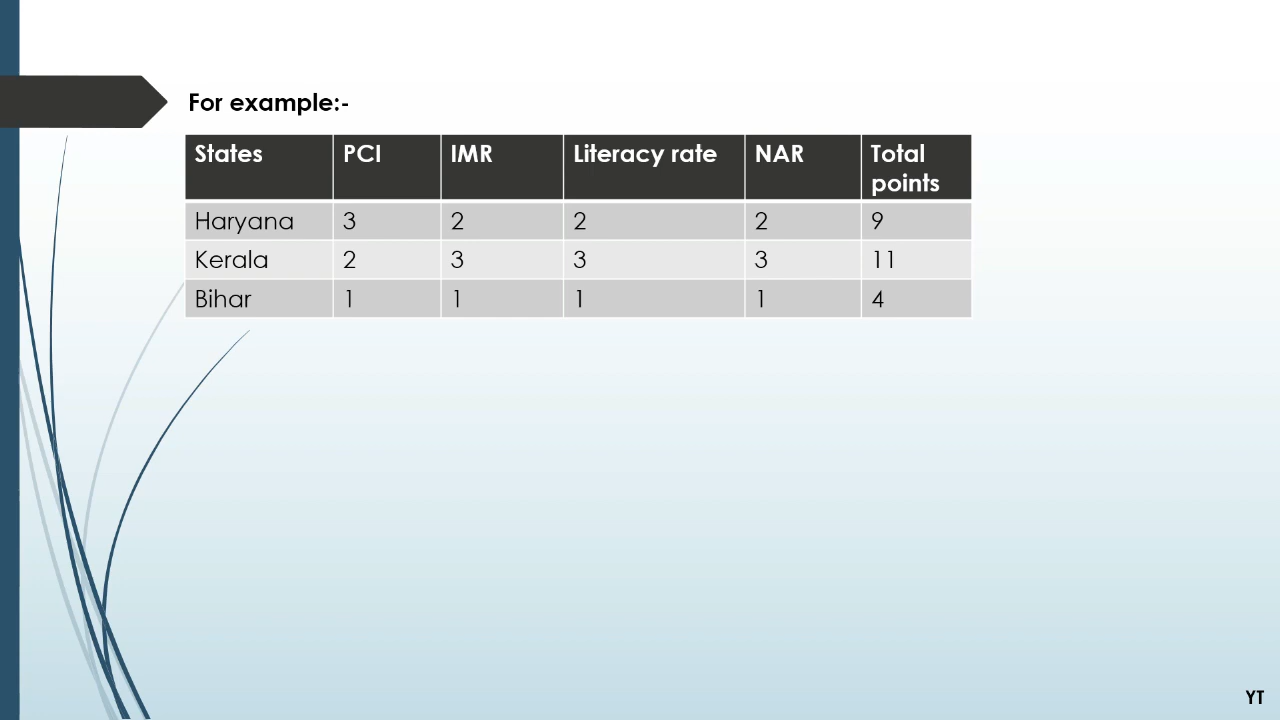 For example:-
States PCI IMR Literacy rate NAR Total points
Haryana 3 2 2 2 9
Kerala 2 3 3 3 11
Bihar 1 1 1 1 4
YT